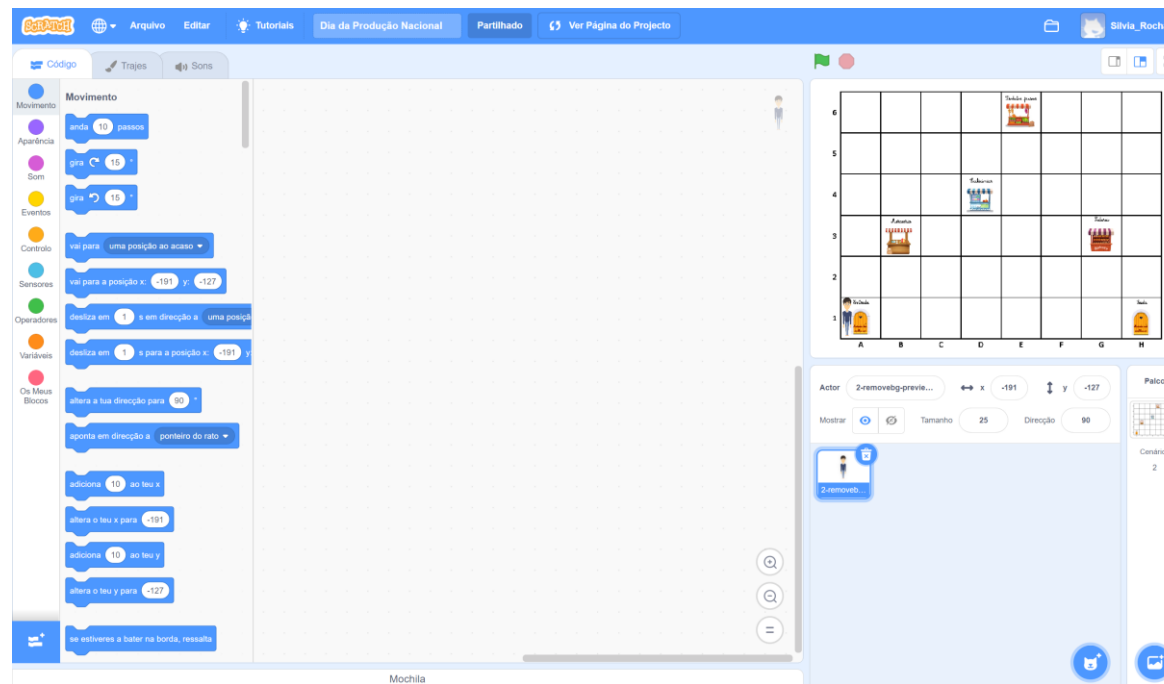 SCRATCH Arquivo Editar Tutoriais Dia da Produção Nacional Partilhado Ver Página do Projecto Silvia_Roch
Código Trajes Sons
Movimento
Aparência
Som
Eventos
Controlo
Sensores
Operadores
Variáveis
Os Meus
Blocos
Movimento
anda 10 passos
gira 15 °
gira 15 °
vai para uma posição ao acaso
vai para a posição x: -191 y: -127
desliza em 1 s em direcção a uma posiçã
desliza em 1 s para a posição x: -191 y
altera a tua direcção para 90 °
aponta em direcção a ponteiro do rato
adiciona 10 ao teu x
altera o teu x para -191
adiciona 10 ao teu y
altera o teu y para -127
se estiveres a bater na borda, ressalta
Mochila
6
5
4
3
2
1
A B C D E F G H
Actor 2-removebg-previe... x -191 y -127
Mostrar Tamanho 25 Direcção 90
2-removeb...
Palco
Cenário
2